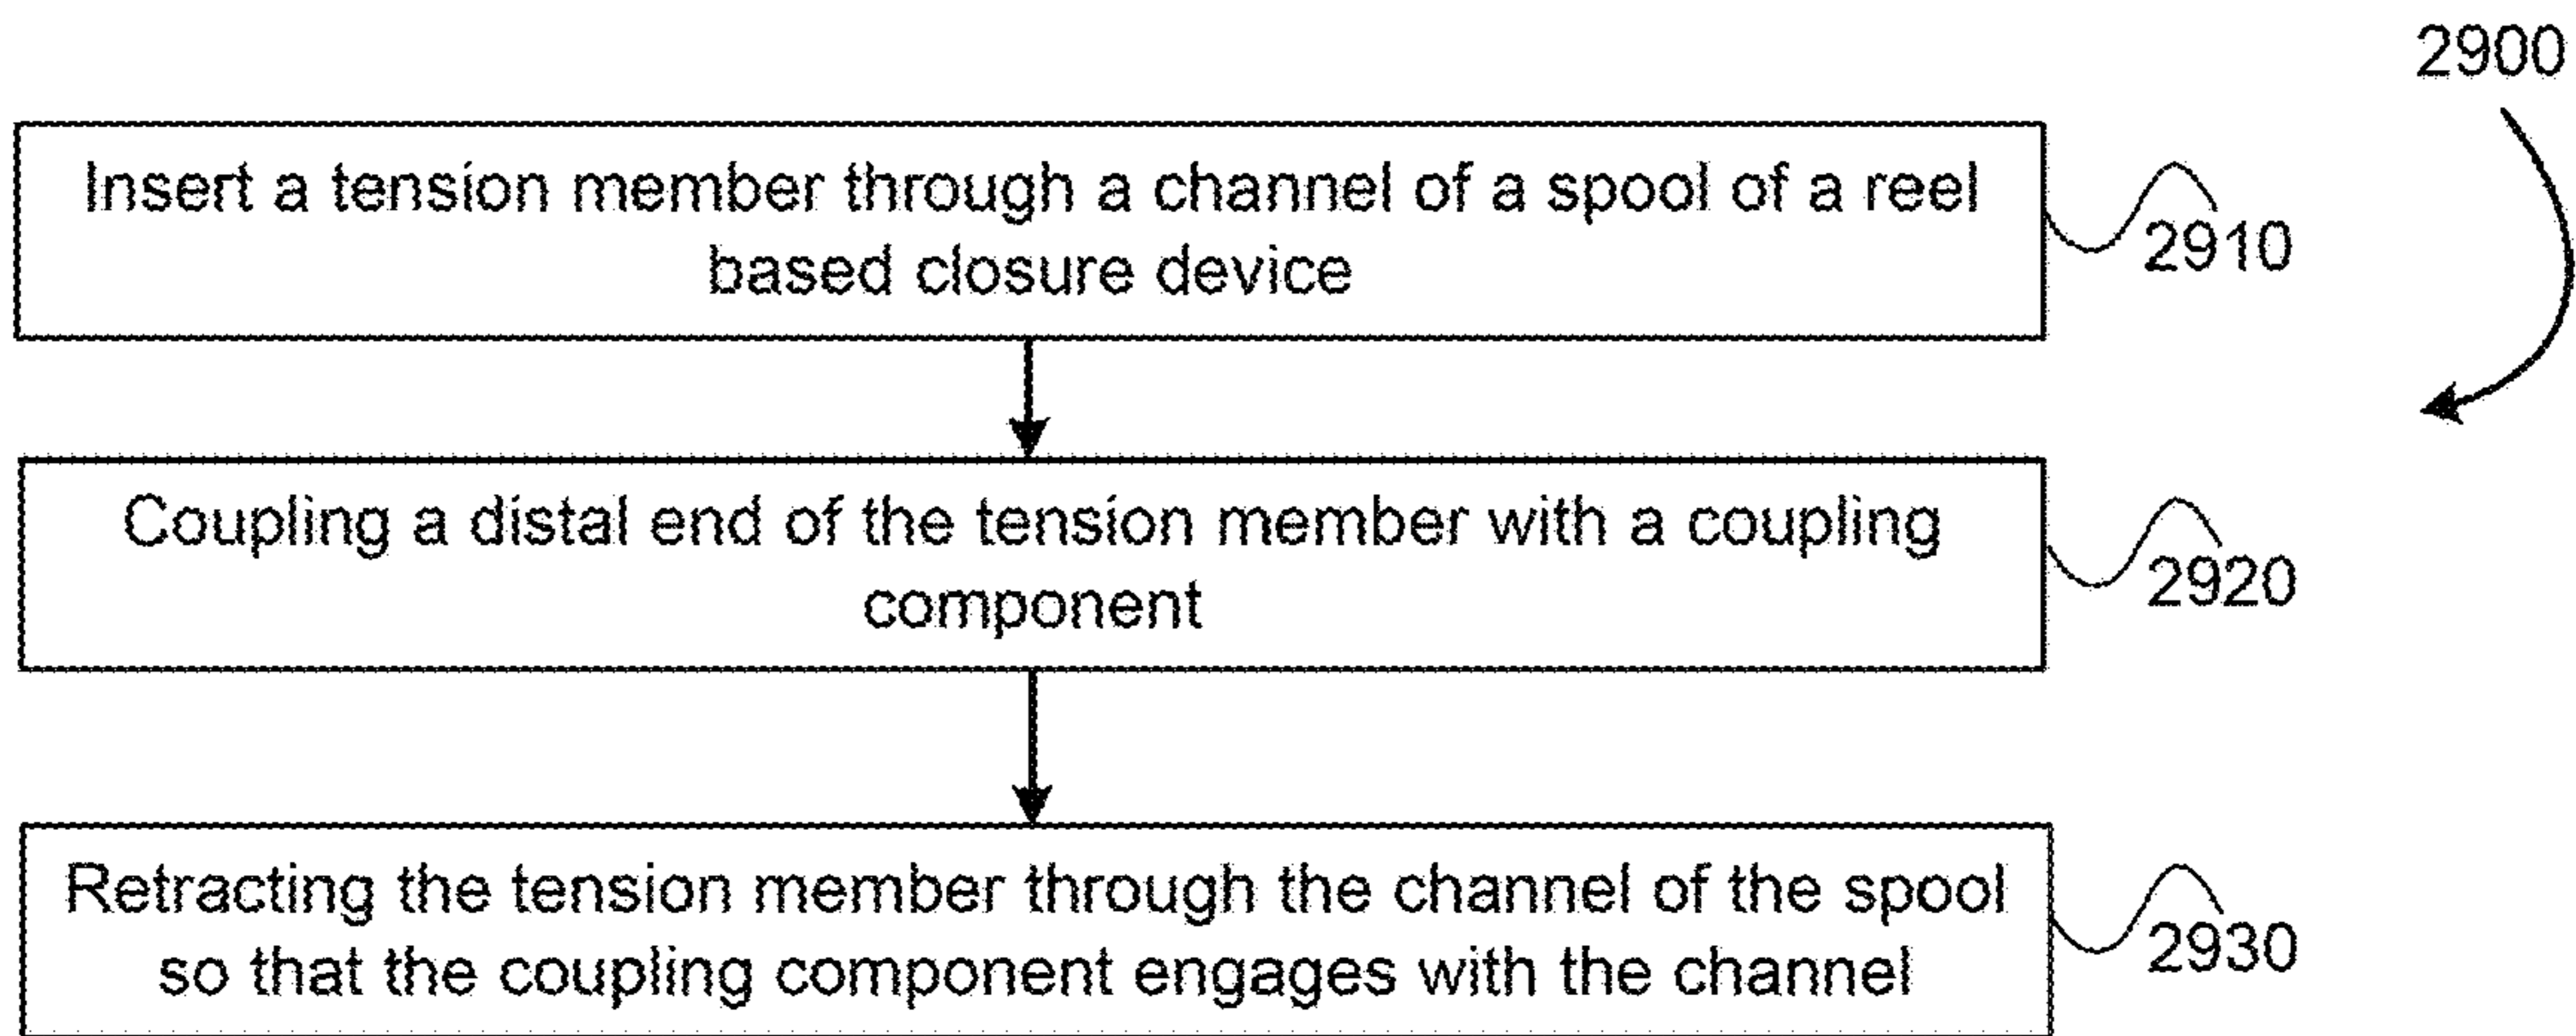 2900
Insert a tension member through a channel of a spool of a reel
based closure device
2910
Coupling a distal end of the tension member with a coupling
component
2920
Retracting the tension member through the channel of the spool
so that the coupling component engages with the channel
2930